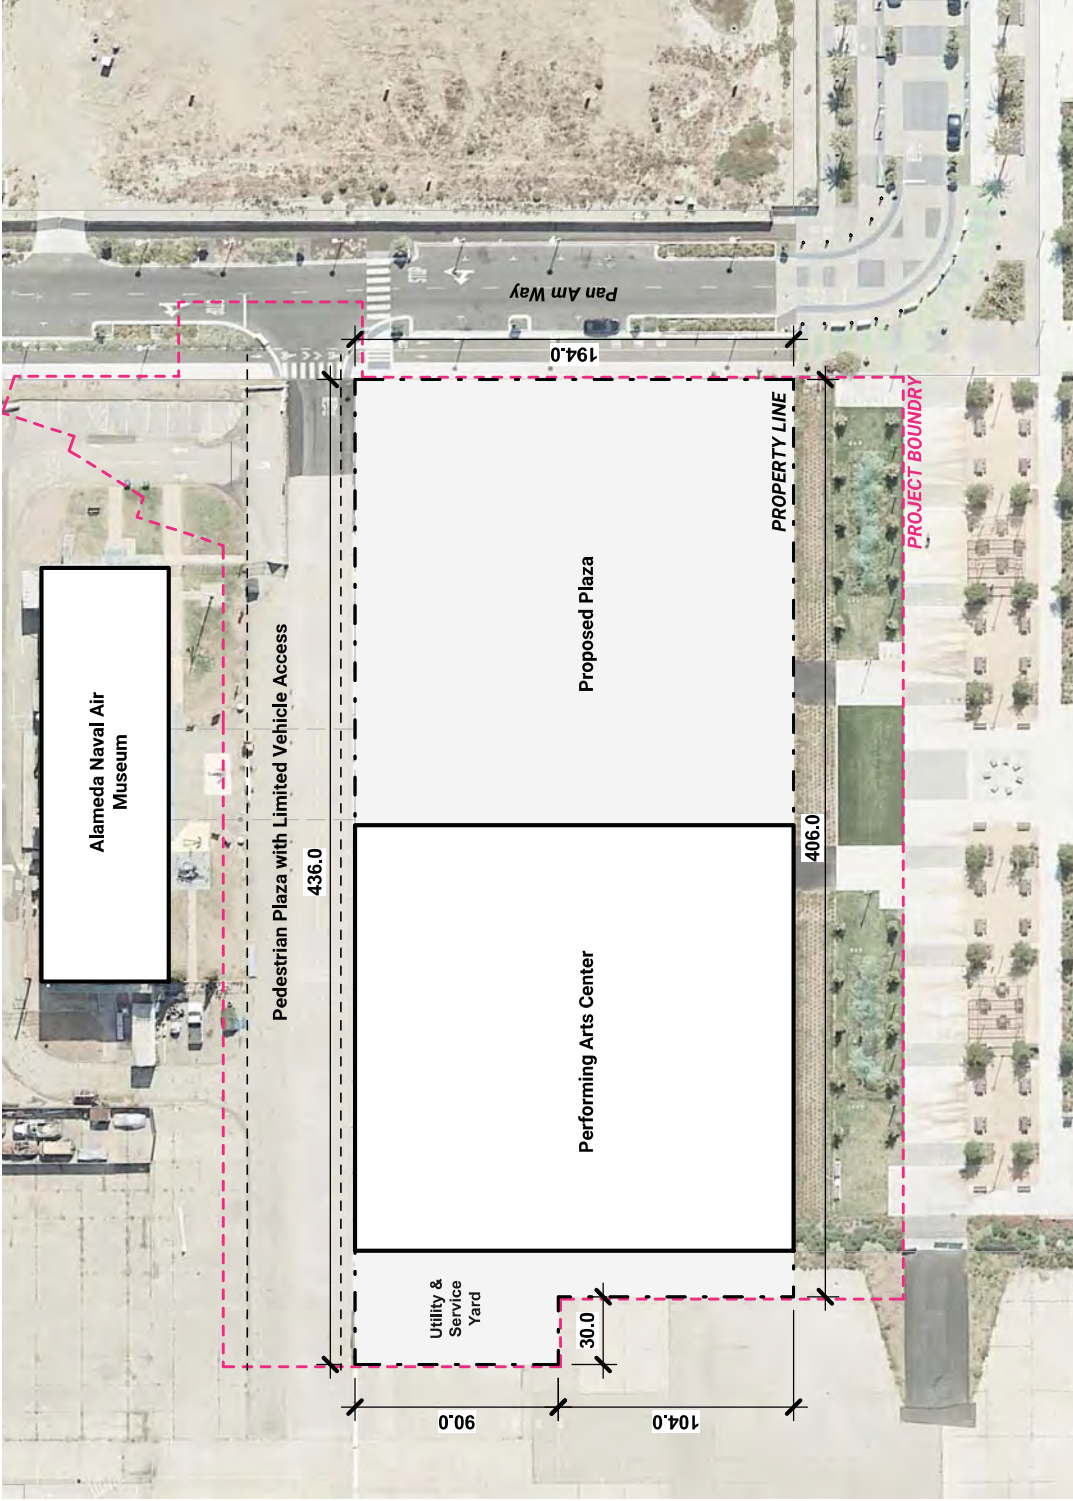 Pan Am Way
194.0
PROPERTY LINE
PROJECT BOUNDRY
Alameda Naval Air
Museum
Pedestrian Plaza with Limited Vehicle Access
436.0
Proposed Plaza
406.0
Performing Arts Center
Utility &
Service
Yard
30.0
90.0
104.0
STOP